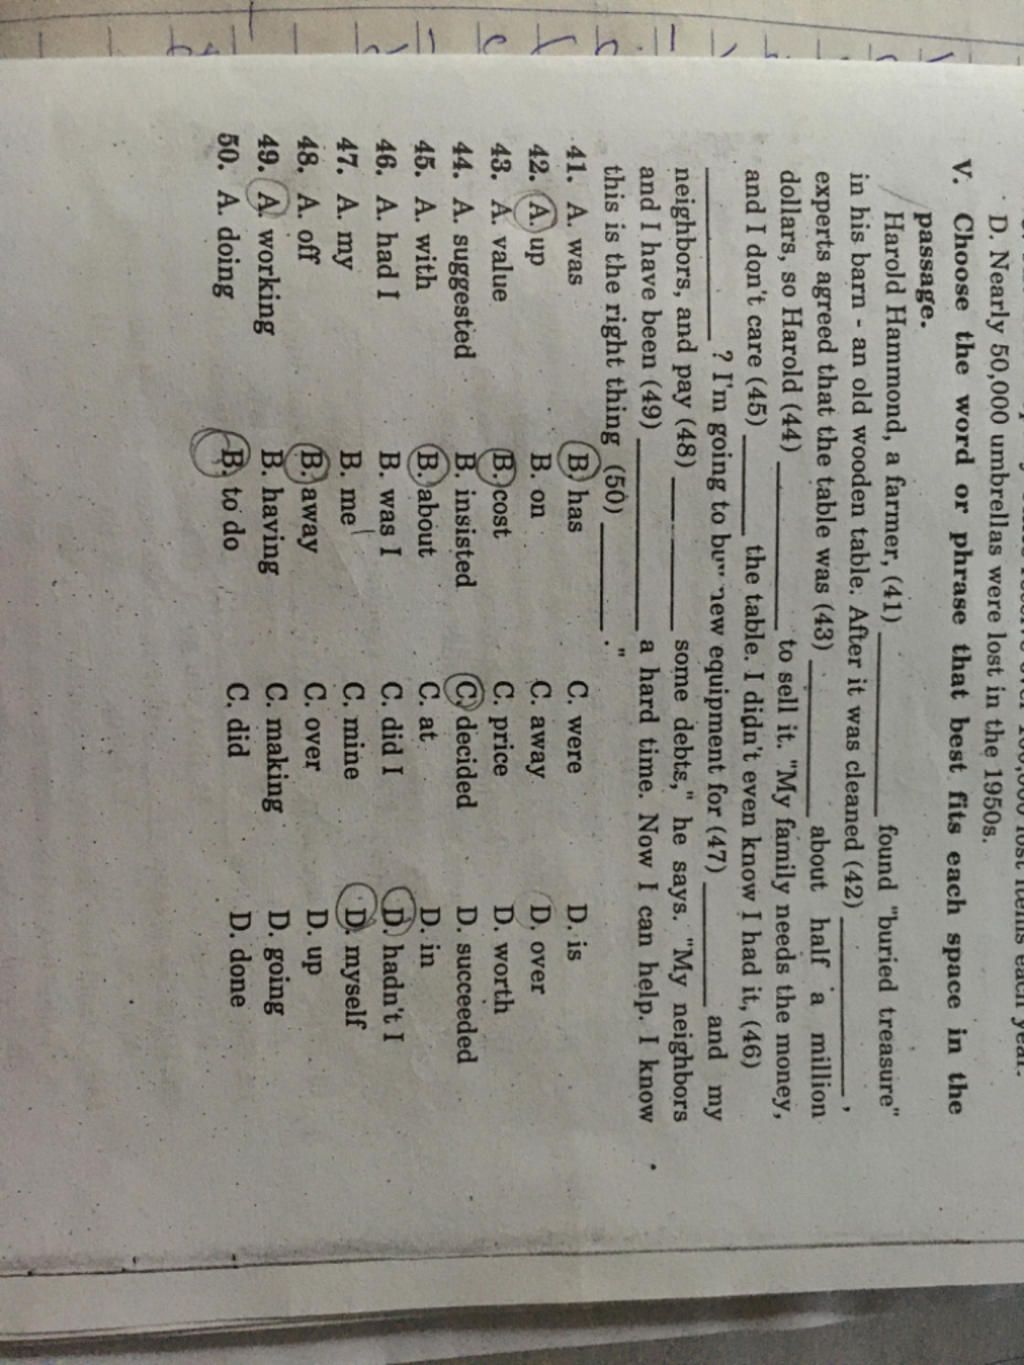 D. Nearly 50,000 umbrellas were lost in the 1950s.
V. Choose the word or phrase that best fits each space in the
passage.
Harold Hammond, a farmer, (41) ________ found "buried treasure"
in his barn - an old wooden table. After it was cleaned (42) ________,
experts agreed that the table was (43) ________ about half a million
dollars, so Harold (44) ________ to sell it. "My family needs the money,
and I don't care (45) ________ the table. I didn't even know I had it, (46)
________ ? I'm going to new equipment for (47) ________ and my
neighbors, and pay (48) ________ some debts," he says. "My neighbors
and I have been (49) ________ a hard time. Now I can help. I know
this is the right thing (50) ________."
41. A. was B. has C. were D. is
42. A. up B. on C. away D. over
43. A. value B. cost C. price D. worth
44. A. suggested B. insisted C. decided D. succeeded
45. A. with B. about C. at D. in
46. A. had I B. was I C. did I D. hadn't I
47. A. my B. me C. mine D. myself
48. A. off B. away C. over D. up
49. A. working B. having C. making D. going
50. A. doing B. to do C. did D. done